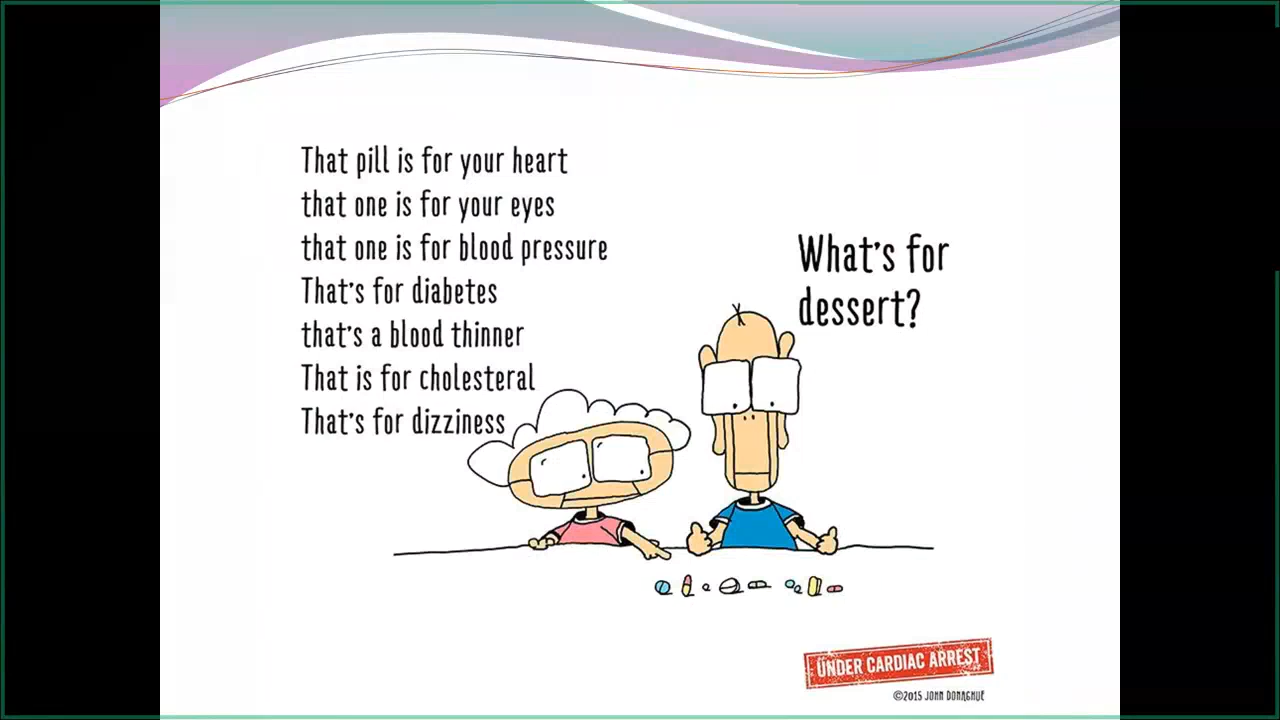 That pill is for your heart
that one is for your eyes
that one is for blood pressure
That's for diabetes
that's a blood thinner
That is for cholesteral
That's for dizziness
What's for
dessert?
UNDER CARDIAC ARREST
©2015 JOHN DONAGHUE